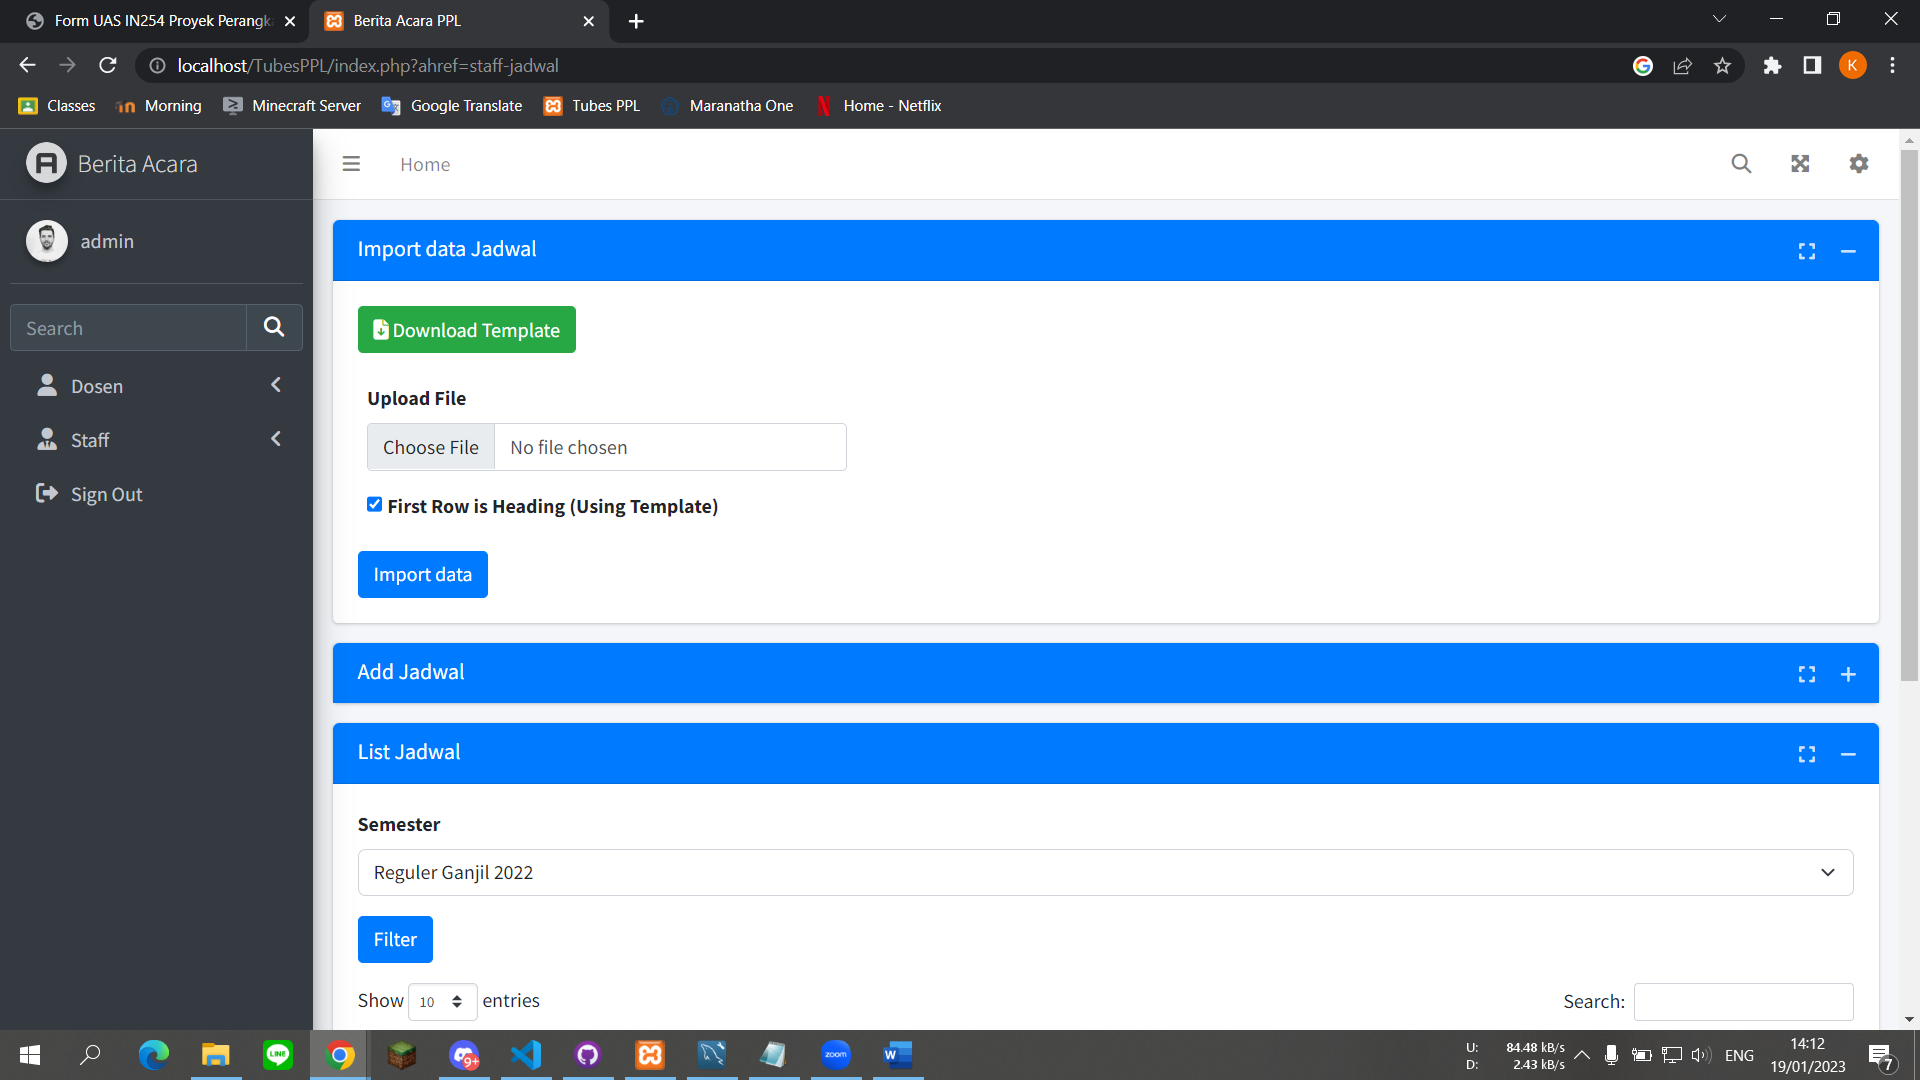 Form UAS IN254 Proyek Perangk
Berita Acara PPL
localhost/TubesPPL/index.php?ahref=staff-jadwal
K
Classes
Morning
Minecraft Server
Google Translate
Tubes PPL
Maranatha One
Home - Netflix
Berita Acara
Home
admin
Search
Dosen
Staff
Sign Out
Import data Jadwal
Download Template
Upload File
Choose File No file chosen
First Row is Heading (Using Template)
Import data
Add Jadwal
List Jadwal
Semester
Reguler Ganjil 2022
Filter
Show 10 entries
Search:
LINE
9+
zoom
W
U: 84.48 kB/s
D: 2.43 kB/s
ENG
14:12
19/01/2023
7